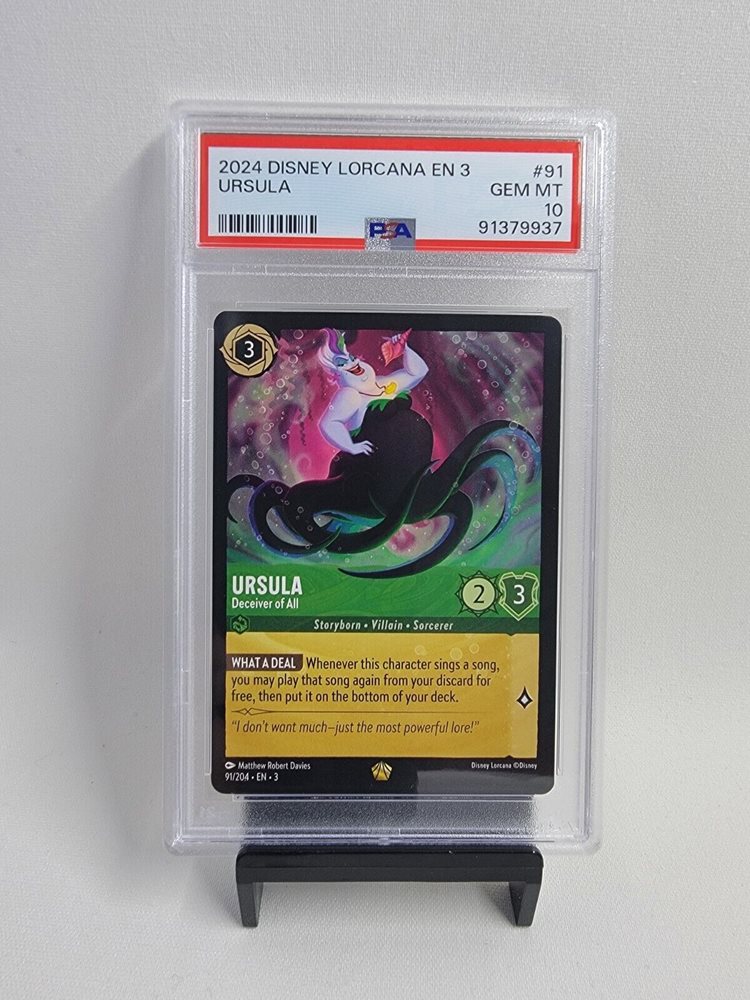 2024 DISNEY LORCANA EN 3 #91
URSULA GEM MT
10
PSA 91379937
3
URSULA
Deceiver of All
2 3
Storyborn • Villain • Sorcerer
WHAT A DEAL Whenever this character sings a song,
you may play that song again from your discard for
free, then put it on the bottom of your deck.
“I don’t want much—just the most powerful lore!”
Matthew Robert Davies
Disney Lorcana ©Disney
91/204 • EN • 3